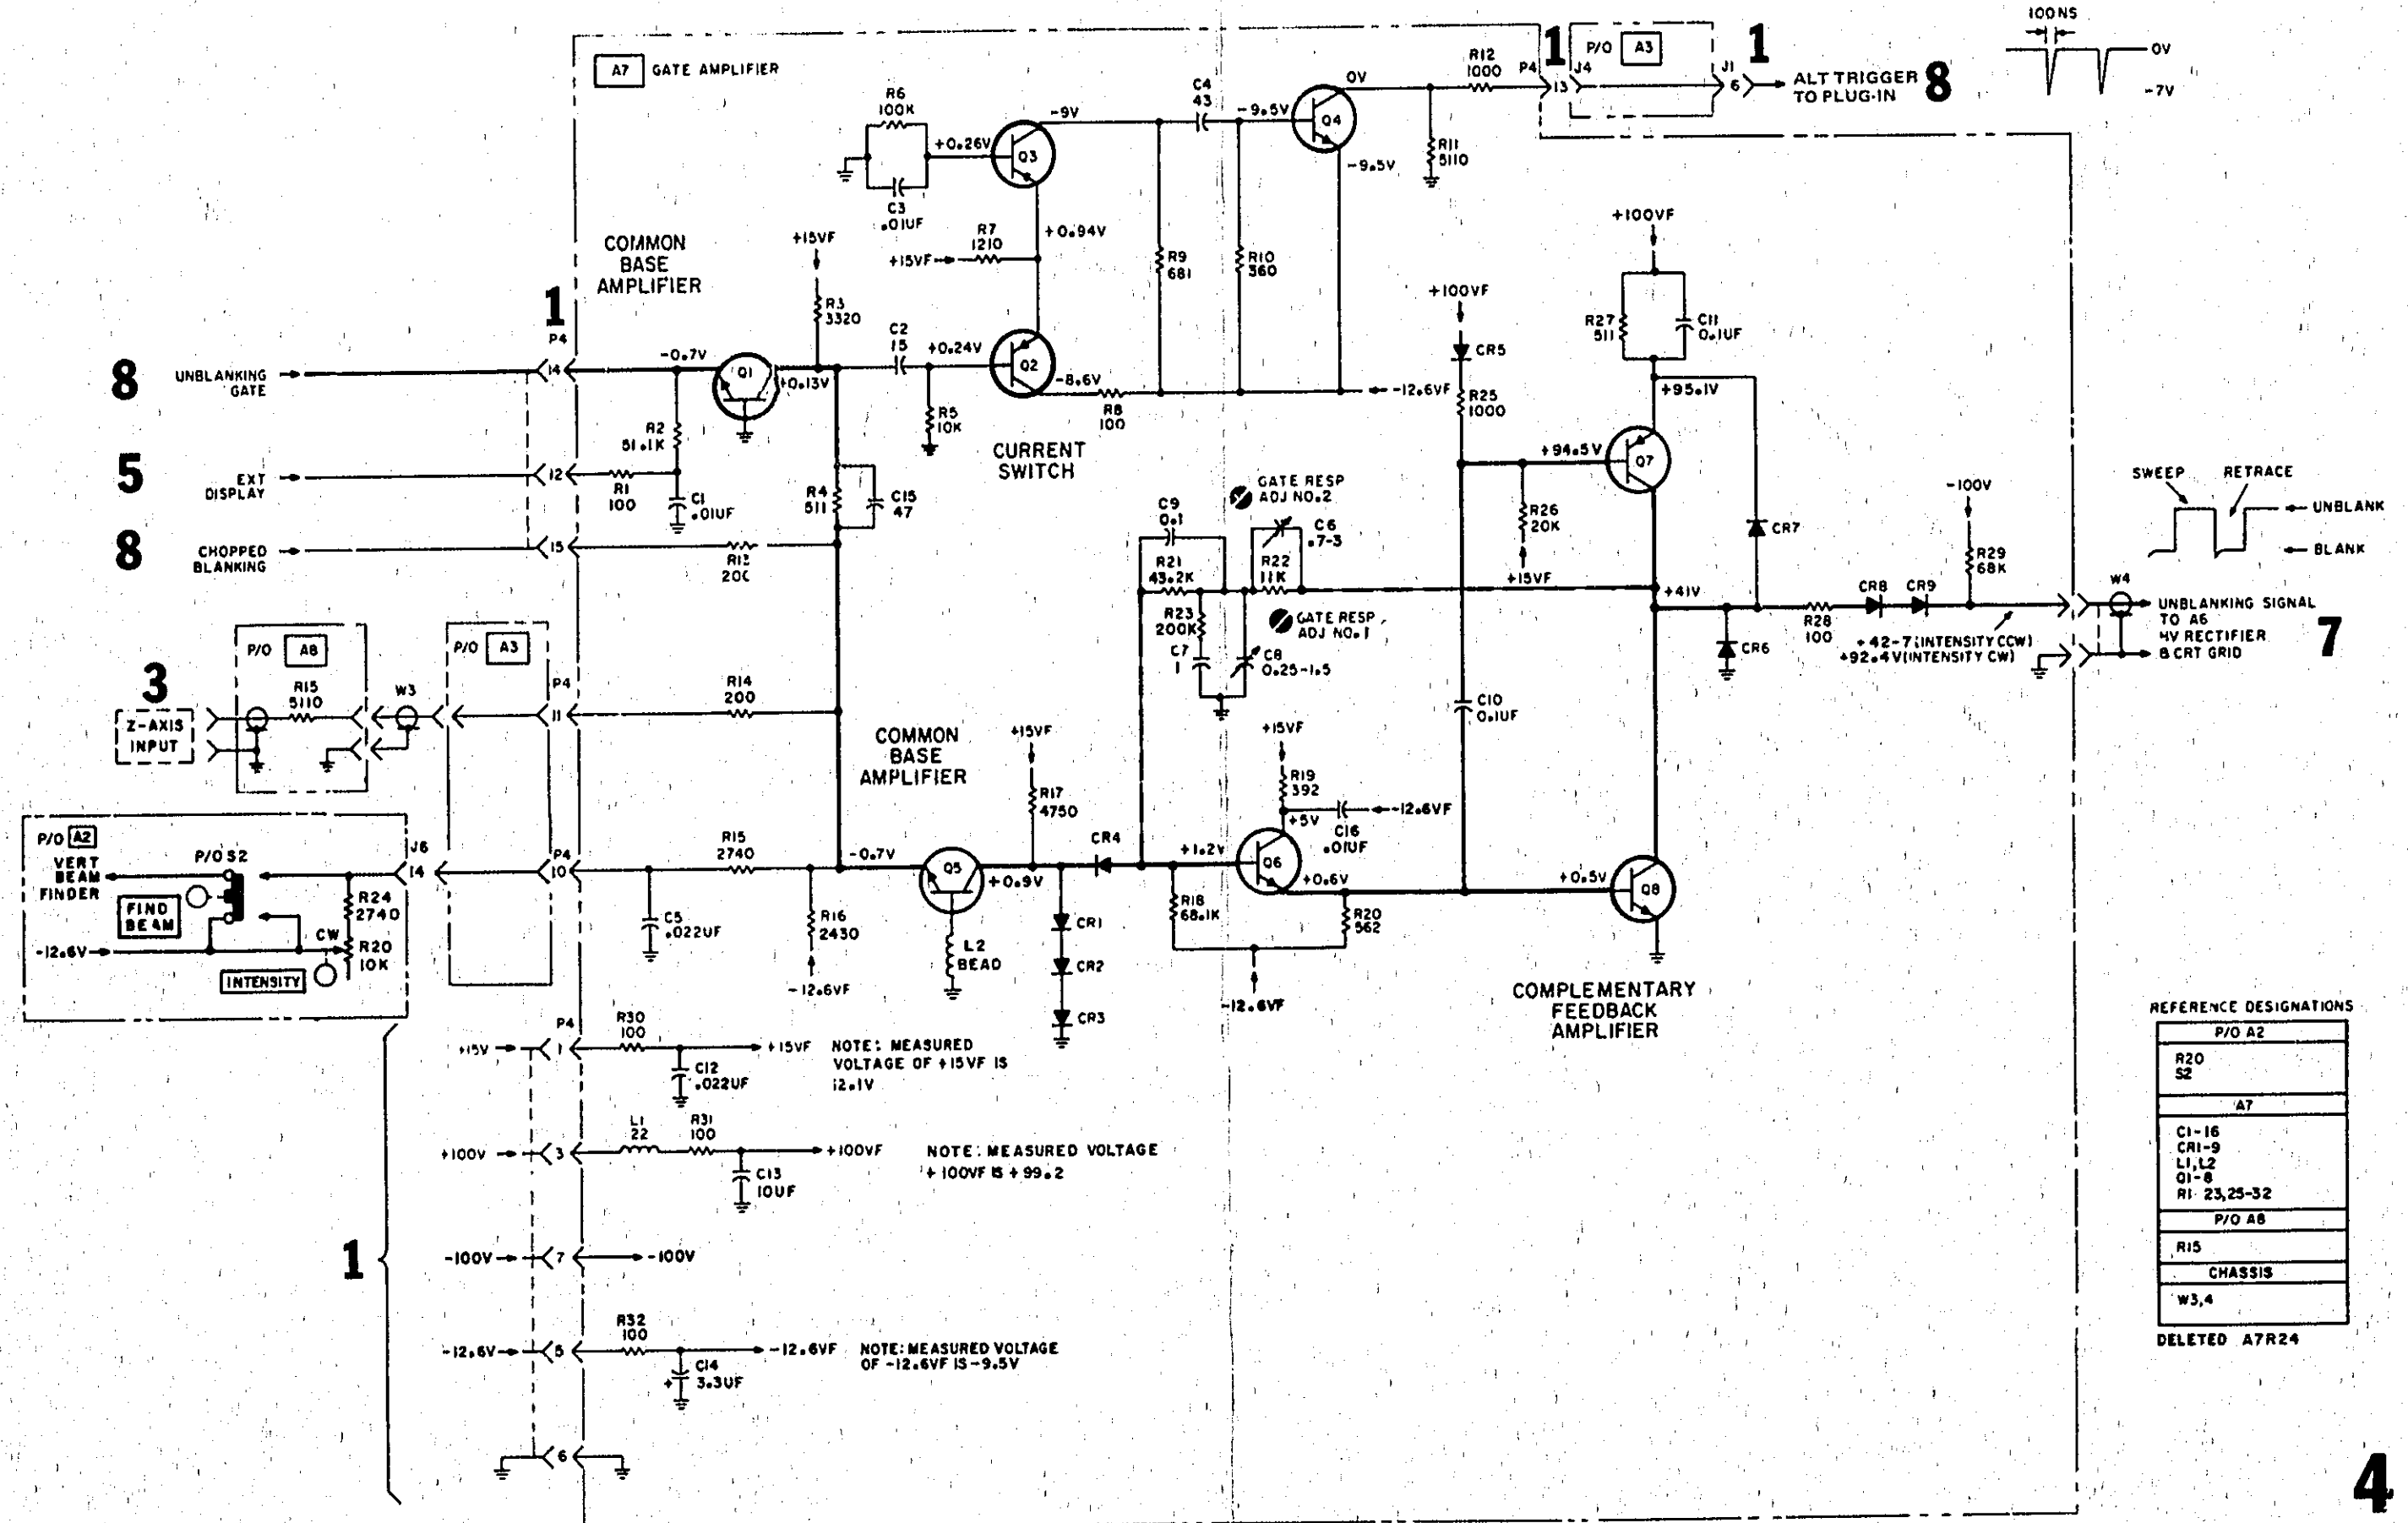 100NS
0V
-7V
A7 GATE AMPLIFIER
R6
100K
+0.26V
Q3
-9V
C4
43
-9.5V
Q4
0V
R12
1000
P4
1
J4
P/O A3
J1
1
13
6
ALT TRIGGER
TO PLUG-IN
8
-9.5V
R11
5110
C3
.01UF
R7
1210
+15VF
+0.94V
R9
681
R10
360
COMMON
BASE
AMPLIFIER
+15VF
R3
3320
C2
15
+0.24V
Q2
-8.6V
R8
100
-12.6VF
R5
10K
CURRENT
SWITCH
+100VF
CR5
R25
1000
+100VF
R27
511
C11
0.1UF
+95.1V
+94.5V
Q7
R26
20K
+15VF
CR7
1
P4
8
UNBLANKING
GATE
14
-0.7V
Q1
+0.13V
R2
51.1K
5
EXT
DISPLAY
12
R1
100
C1
.01UF
R4
511
C15
47
8
CHOPPED
BLANKING
15
R13
200
GATE RESP
ADJ NO.2
C9
0.1
C6
.7-3
R21
43.2K
R22
11K
R23
200K
C7
1
C8
0.25-1.5
GATE RESP
ADJ NO.1
+41V
CR6
R28
100
CR8
CR9
-100V
R29
68K
SWEEP
RETRACE
UNBLANK
BLANK
+42-7(INTENSITY CCW)
+92.4V(INTENSITY CW)
W4
UNBLANKING SIGNAL
TO A6
HV RECTIFIER
& CRT GRID
7
3
Z-AXIS
INPUT
P/O A8
R15
5110
W3
P/O A3
P4
11
R14
200
C10
0.1UF
COMMON
BASE
AMPLIFIER
+15VF
R17
4750
+15VF
R19
392
+5V
C16
.01UF
-12.6VF
P/O A2
VERT
BEAM
FINDER
P/O S2
FIND
BEAM
-12.6V
CW
INTENSITY
R24
2740
R20
10K
J6
14
P4
10
R15
2740
C5
.022UF
R16
2430
-12.6VF
-0.7V
Q5
+0.9V
L2
BEAD
CR4
CR1
CR2
CR3
+1.2V
Q6
+0.6V
R18
68.1K
R20
562
-12.6VF
+0.5V
Q8
COMPLEMENTARY
FEEDBACK
AMPLIFIER
P4
+15V
1
R30
100
C12
.022UF
+15VF
NOTE: MEASURED
VOLTAGE OF +15VF IS
12.1V
+100V
3
L1
22
R31
100
C13
10UF
+100VF
NOTE: MEASURED VOLTAGE
+100VF IS +99.2
1
-100V
7
-100V
-12.6V
5
R32
100
C14
+
3.3UF
-12.6VF
NOTE: MEASURED VOLTAGE
OF -12.6VF IS -9.5V
6
REFERENCE DESIGNATIONS
P/O A2
R20
S2
A7
C1-16
CR1-9
L1,L2
Q1-8
R1-23,25-32
P/O A8
R15
CHASSIS
W3,4
DELETED A7R24
4